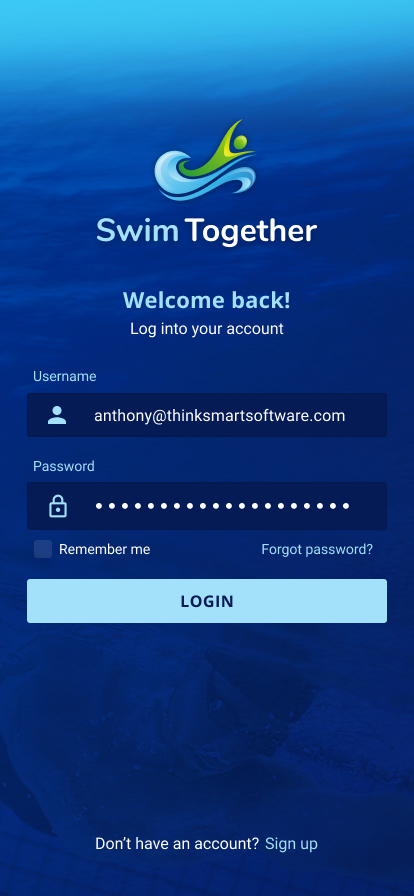 Swim Together
Welcome back!
Log into your account
Username
anthony@thinksmartsoftware.com
Password
••••••••••••••••••••
Remember me
Forgot password?
LOGIN
Don't have an account? Sign up